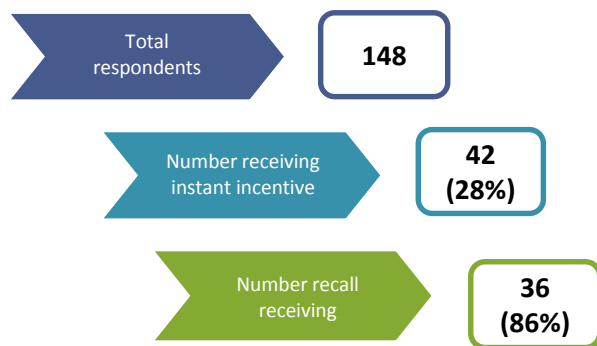 Total
respondents
148
Number receiving
instant incentive
42
(28%)
Number recall
receiving
36
(86%)